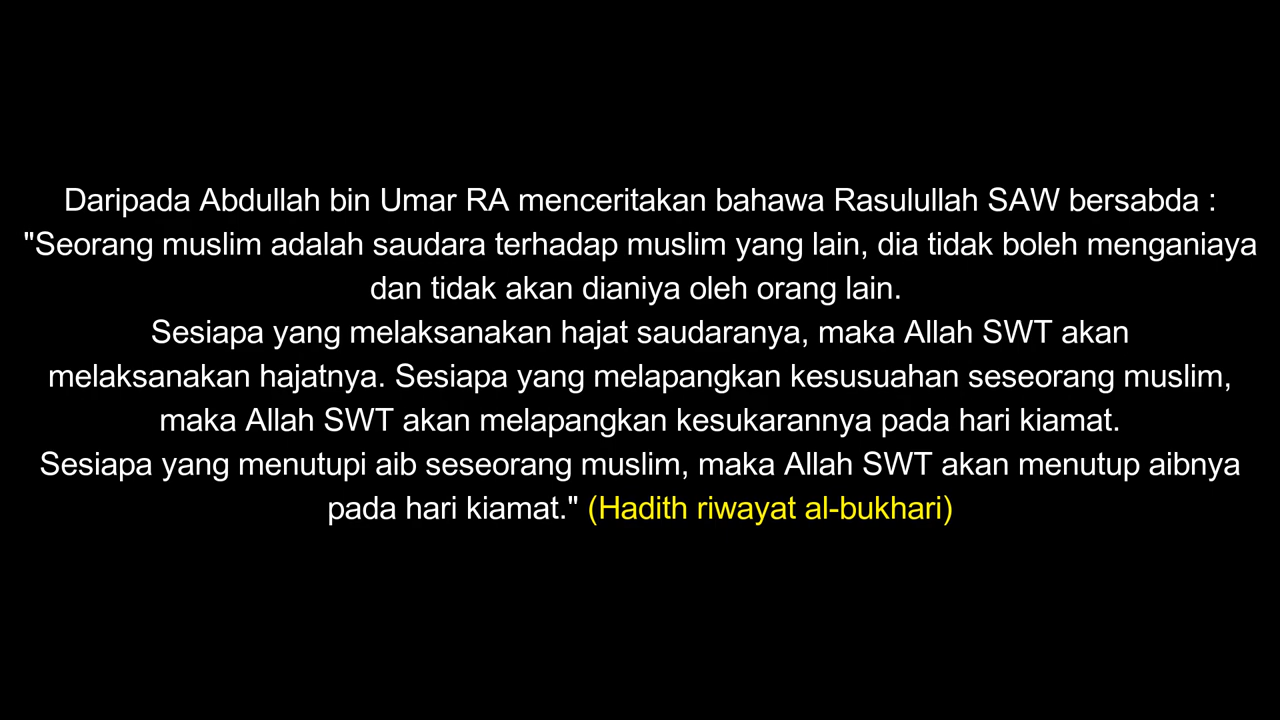 Daripada Abdullah bin Umar RA menceritakan bahawa Rasulullah SAW bersabda :
"Seorang muslim adalah saudara terhadap muslim yang lain, dia tidak boleh menganiaya
dan tidak akan dianiya oleh orang lain.
Sesiapa yang melaksanakan hajat saudaranya, maka Allah SWT akan
melaksanakan hajatnya. Sesiapa yang melapangkan kesusuahan seseorang muslim,
maka Allah SWT akan melapangkan kesukarannya pada hari kiamat.
Sesiapa yang menutupi aib seseorang muslim, maka Allah SWT akan menutup aibnya
pada hari kiamat." (Hadith riwayat al-bukhari)